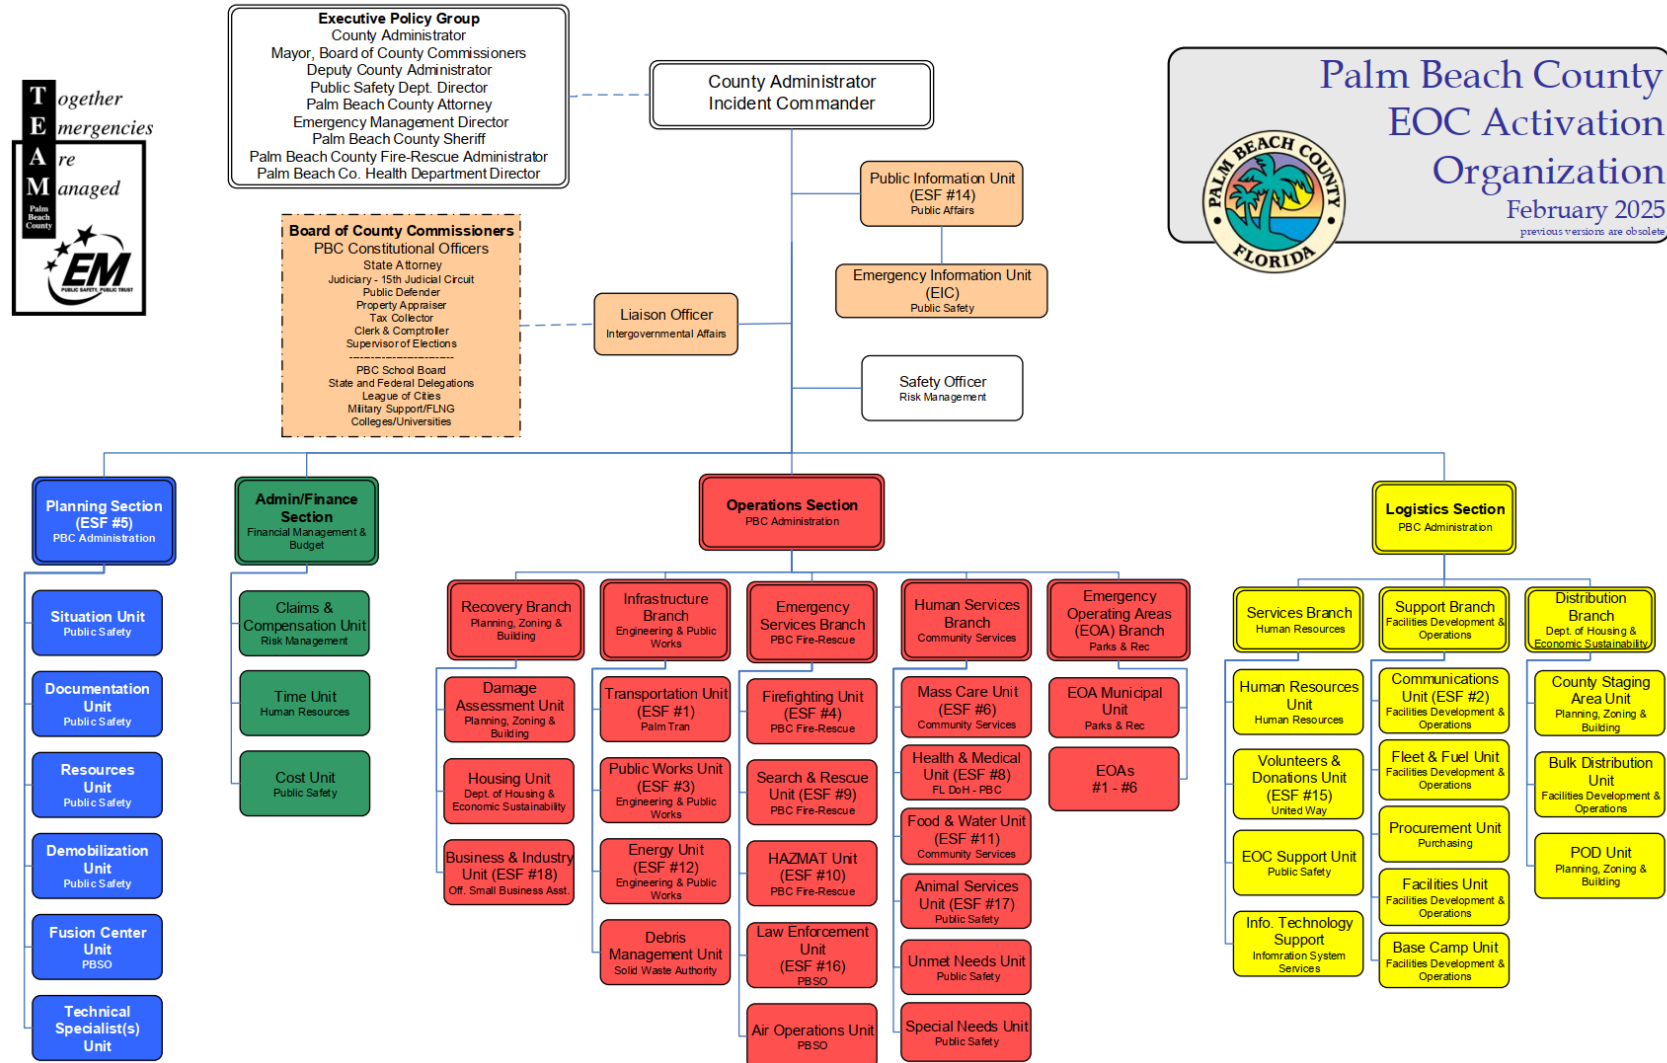 Together
Emergencies
Are
Managed
Palm
Beach
County
EM
PUBLIC SAFETY, PUBLIC TRUST
Executive Policy Group
County Administrator
Mayor, Board of County Commissioners
Deputy County Administrator
Public Safety Dept. Director
Palm Beach County Attorney
Emergency Management Director
Palm Beach County Sheriff
Palm Beach County Fire-Rescue Administrator
Palm Beach Co. Health Department Director
County Administrator
Incident Commander
Palm Beach County
EOC Activation
Organization
February 2025
previous versions are obsolete
PALM BEACH COUNTY
FLORIDA
Public Information Unit
(ESF #14)
Public Affairs
Emergency Information Unit
(EIC)
Public Safety
Board of County Commissioners
PBC Constitutional Officers
State Attorney
Judiciary - 15th Judicial Circuit
Public Defender
Property Appraiser
Tax Collector
Clerk & Comptroller
Supervisor of Elections
----------------------------
PBC School Board
State and Federal Delegations
League of Cities
Military Support/FLNG
Colleges/Universities
Liaison Officer
Intergovernmental Affairs
Safety Officer
Risk Management
Planning Section
(ESF #5)
PBC Administration
Situation Unit
Public Safety
Documentation
Unit
Public Safety
Resources
Unit
Public Safety
Demobilization
Unit
Public Safety
Fusion Center
Unit
PBSO
Technical
Specialist(s)
Unit
Admin/Finance
Section
Financial Management &
Budget
Claims &
Compensation Unit
Risk Management
Time Unit
Human Resources
Cost Unit
Public Safety
Operations Section
PBC Administration
Recovery Branch
Planning, Zoning &
Building
Damage
Assessment Unit
Planning, Zoning &
Building
Housing Unit
Dept. of Housing &
Economic Sustainability
Business & Industry
Unit (ESF #18)
Off. Small Business Asst.
Infrastructure
Branch
Engineering & Public
Works
Transportation Unit
(ESF #1)
Palm Tran
Public Works Unit
(ESF #3)
Engineering & Public
Works
Energy Unit
(ESF #12)
Engineering & Public
Works
Debris
Management Unit
Solid Waste Authority
Emergency
Services Branch
PBC Fire-Rescue
Firefighting Unit
(ESF #4)
PBC Fire-Rescue
Search & Rescue
Unit (ESF #9)
PBC Fire-Rescue
HAZMAT Unit
(ESF #10)
PBC Fire-Rescue
Law Enforcement
Unit
(ESF #16)
PBSO
Air Operations Unit
PBSO
Human Services
Branch
Community Services
Mass Care Unit
(ESF #6)
Community Services
Health & Medical
Unit (ESF #8)
FL DoH - PBC
Food & Water Unit
(ESF #11)
Community Services
Animal Services
Unit (ESF #17)
Public Safety
Unmet Needs Unit
Public Safety
Special Needs Unit
Public Safety
Emergency
Operating Areas
(EOA) Branch
Parks & Rec
EOA Municipal
Unit
Parks & Rec
EOAs
#1 - #6
Logistics Section
PBC Administration
Services Branch
Human Resources
Human Resources
Unit
Human Resources
Volunteers &
Donations Unit
(ESF #15)
United Way
EOC Support Unit
Public Safety
Info. Technology
Support
Infomration System
Services
Support Branch
Facilities Development &
Operations
Communications
Unit (ESF #2)
Facilities Development &
Operations
Fleet & Fuel Unit
Facilities Development &
Operations
Procurement Unit
Purchasing
Facilities Unit
Facilities Development &
Operations
Base Camp Unit
Facilities Development &
Operations
Distribution
Branch
Dept. of Housing &
Economic Sustainability
County Staging
Area Unit
Planning, Zoning &
Building
Bulk Distribution
Unit
Facilities Development &
Operations
POD Unit
Planning, Zoning &
Building